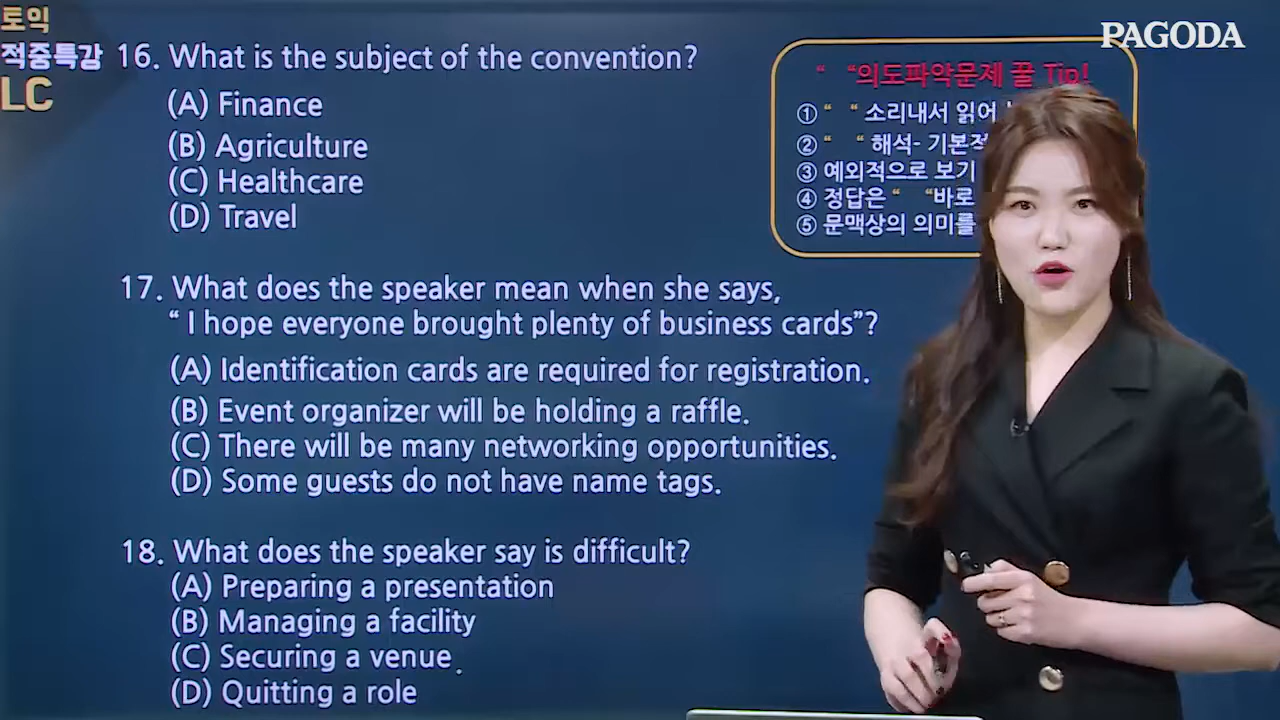 토익
적중특강
LC
PAGODA
16. What is the subject of the convention?
(A) Finance
(B) Agriculture
(C) Healthcare
(D) Travel
“ “의도파악문제 꿀 Tip!
① “ “ 소리내서 읽어
② “ “ 해석- 기본적
③ 예외적으로 보기
④ 정답은 “ “바로
⑤ 문맥상의 의미를
17. What does the speaker mean when she says,
“ I hope everyone brought plenty of business cards”?
(A) Identification cards are required for registration.
(B) Event organizer will be holding a raffle.
(C) There will be many networking opportunities.
(D) Some guests do not have name tags.
18. What does the speaker say is difficult?
(A) Preparing a presentation
(B) Managing a facility
(C) Securing a venue.
(D) Quitting a role